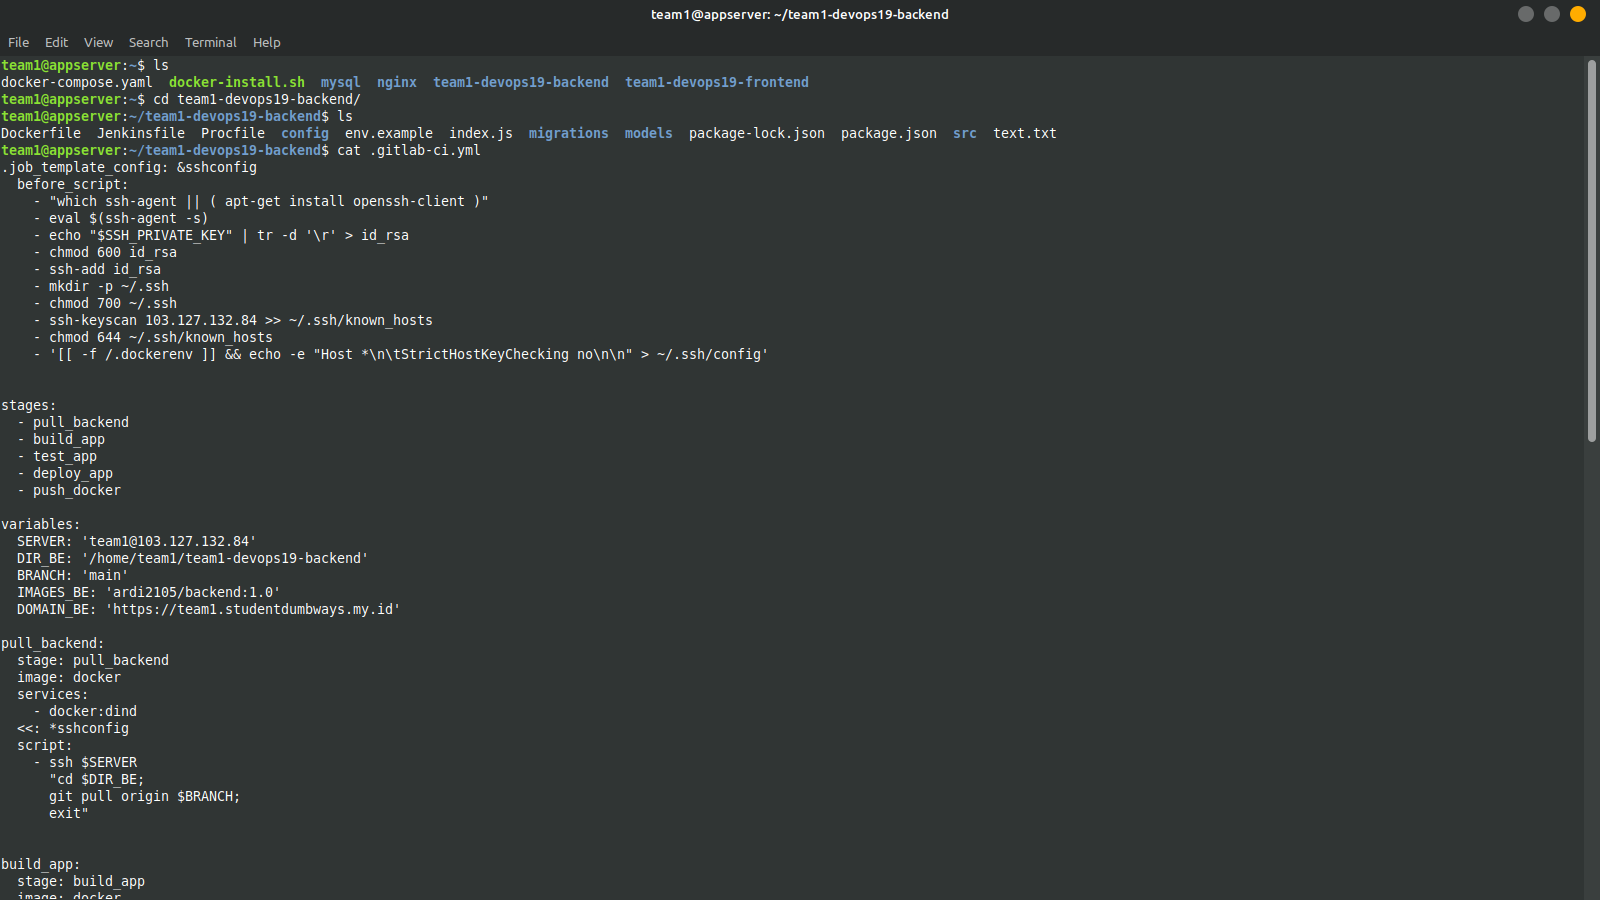 team1@appserver: ~/team1-devops19-backend
File Edit View Search Terminal Help
team1@appserver:~$ ls
docker-compose.yaml  docker-install.sh  mysql  nginx  team1-devops19-backend  team1-devops19-frontend
team1@appserver:~$ cd team1-devops19-backend/
team1@appserver:~/team1-devops19-backend$ ls
Dockerfile  Jenkinsfile  Procfile  config  env.example  index.js  migrations  models  package-lock.json  package.json  src  text.txt
team1@appserver:~/team1-devops19-backend$ cat .gitlab-ci.yml
.job_template_config: &sshconfig
  before_script:
    - "which ssh-agent || ( apt-get install openssh-client )"
    - eval $(ssh-agent -s)
    - echo "$SSH_PRIVATE_KEY" | tr -d '\r' > id_rsa
    - chmod 600 id_rsa
    - ssh-add id_rsa
    - mkdir -p ~/.ssh
    - chmod 700 ~/.ssh
    - ssh-keyscan 103.127.132.84 >> ~/.ssh/known_hosts
    - chmod 644 ~/.ssh/known_hosts
    - '[[ -f /.dockerenv ]] && echo -e "Host *\n\tStrictHostKeyChecking no\n\n" > ~/.ssh/config'
stages:
  - pull_backend
  - build_app
  - test_app
  - deploy_app
  - push_docker
variables:
  SERVER: 'team1@103.127.132.84'
  DIR_BE: '/home/team1/team1-devops19-backend'
  BRANCH: 'main'
  IMAGES_BE: 'ardi2105/backend:1.0'
  DOMAIN_BE: 'https://team1.studentdumbways.my.id'
pull_backend:
  stage: pull_backend
  image: docker
  services:
    - docker:dind
  <<: *sshconfig
  script:
    - ssh $SERVER
      "cd $DIR_BE;
      git pull origin $BRANCH;
      exit"
build_app:
  stage: build_app
  image: docker